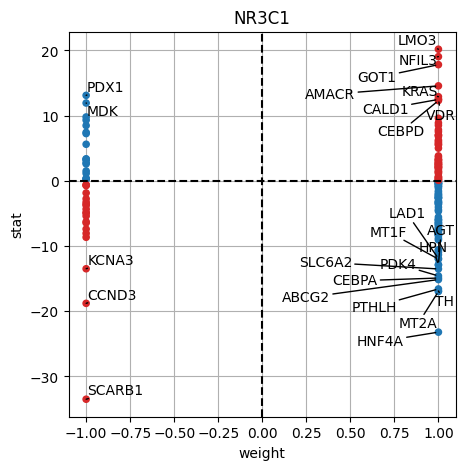 NR3C1
LMO3
NFIL3
GOT1
PDX1
AMACR
KRAS
MDK
CALD1
VDR
CEBPD
LAD1
MT1F
AGT
HPN
SLC6A2
PDK4
KCNA3
CEBPA
ABCG2
CCND3
PTHLH
TH
MT2A
HNF4A
SCARB1
stat
20
10
0
−10
−20
−30
−1.00 −0.75 −0.50 −0.25 0.00 0.25 0.50 0.75 1.00
weight